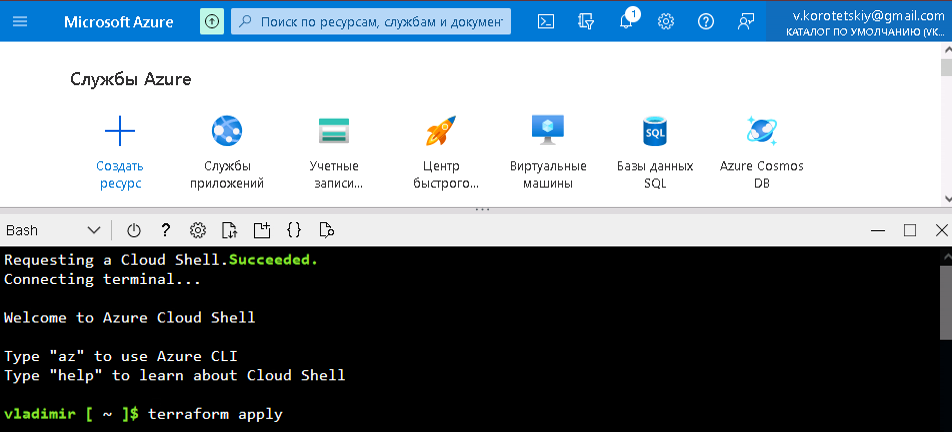 Microsoft Azure
Поиск по ресурсам, службам и документ
1
v.korotetskiy@gmail.com
КАТАЛОГ ПО УМОЛЧАНИЮ (VK...
Службы Azure
Создать ресурс
Службы приложений
Учетные записи...
Центр быстрого...
Виртуальные машины
SQL
Базы данных SQL
Azure Cosmos DB
Bash
?
{}
Requesting a Cloud Shell.Succeeded.
Connecting terminal...
Welcome to Azure Cloud Shell
Type "az" to use Azure CLI
Type "help" to learn about Cloud Shell
vladimir [ ~ ]$ terraform apply